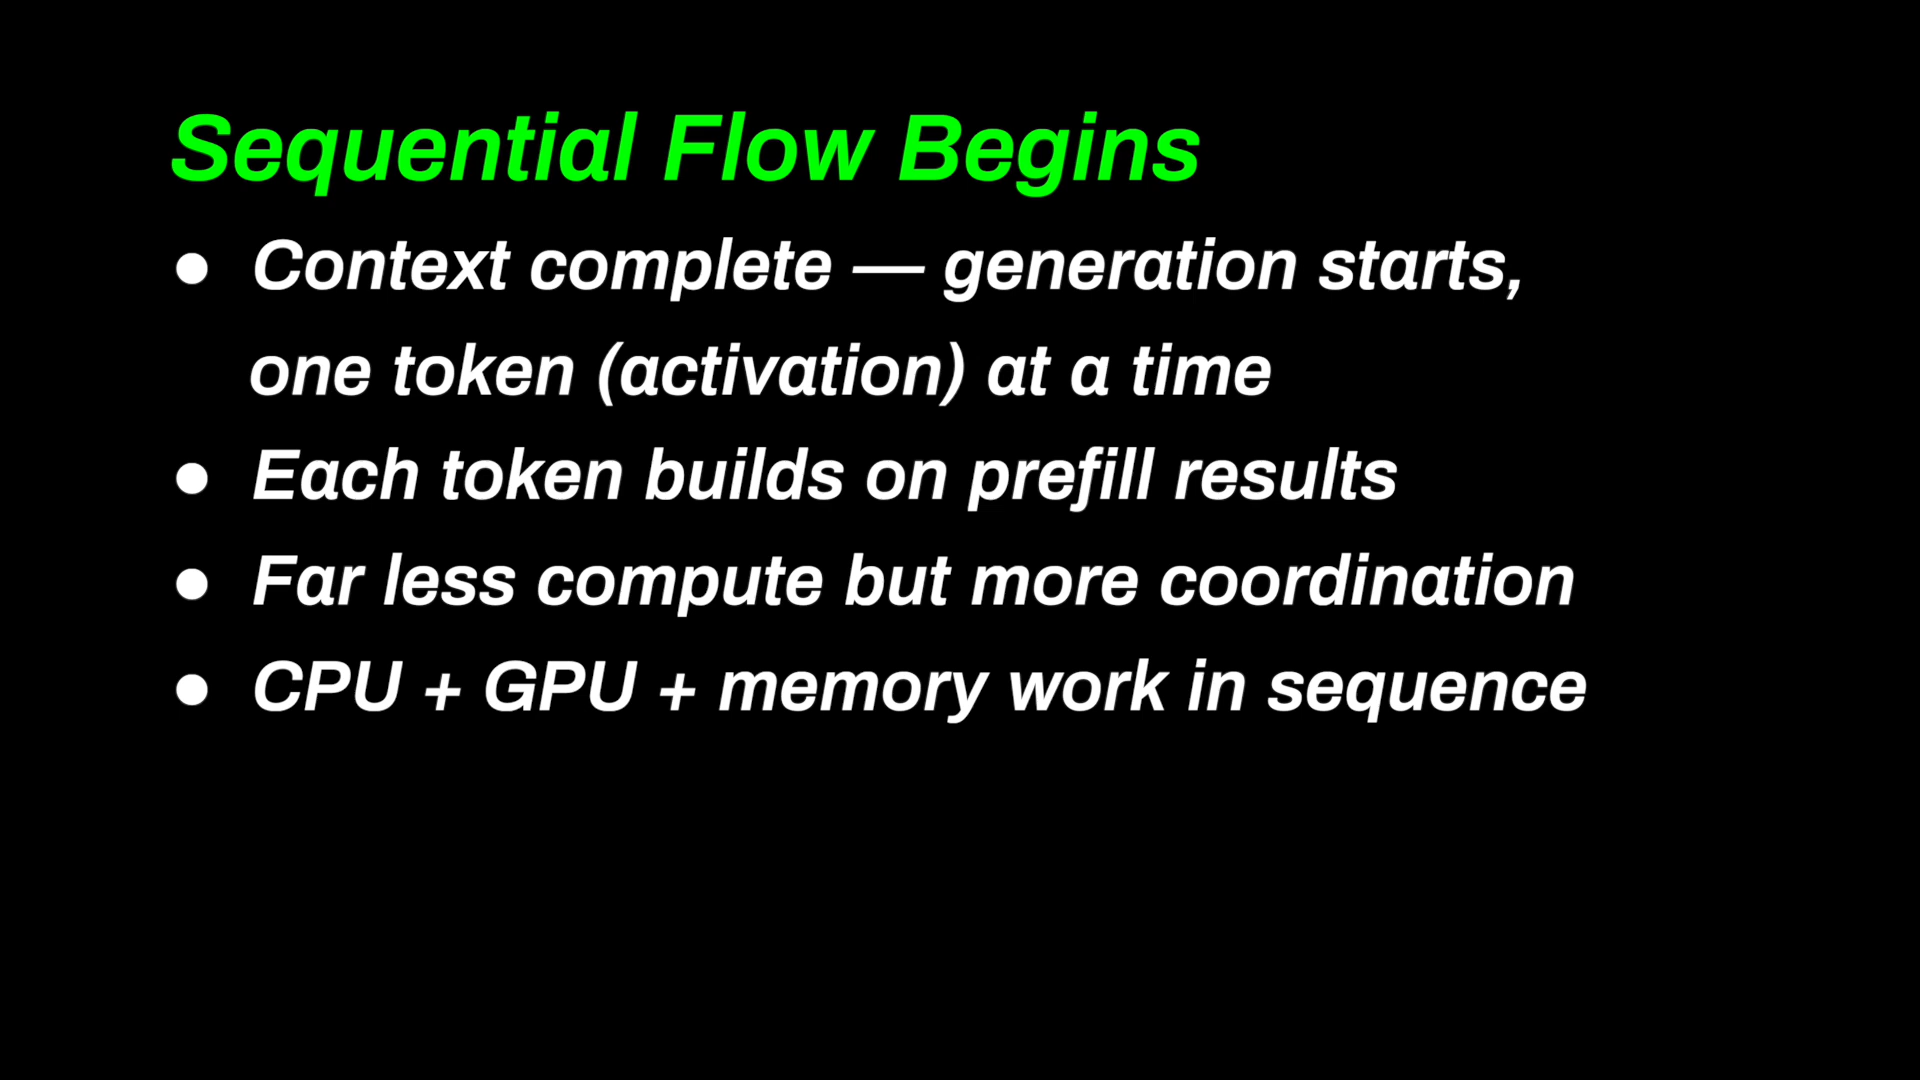 Sequential Flow Begins
● Context complete — generation starts,
one token (activation) at a time
● Each token builds on prefill results
● Far less compute but more coordination
● CPU + GPU + memory work in sequence